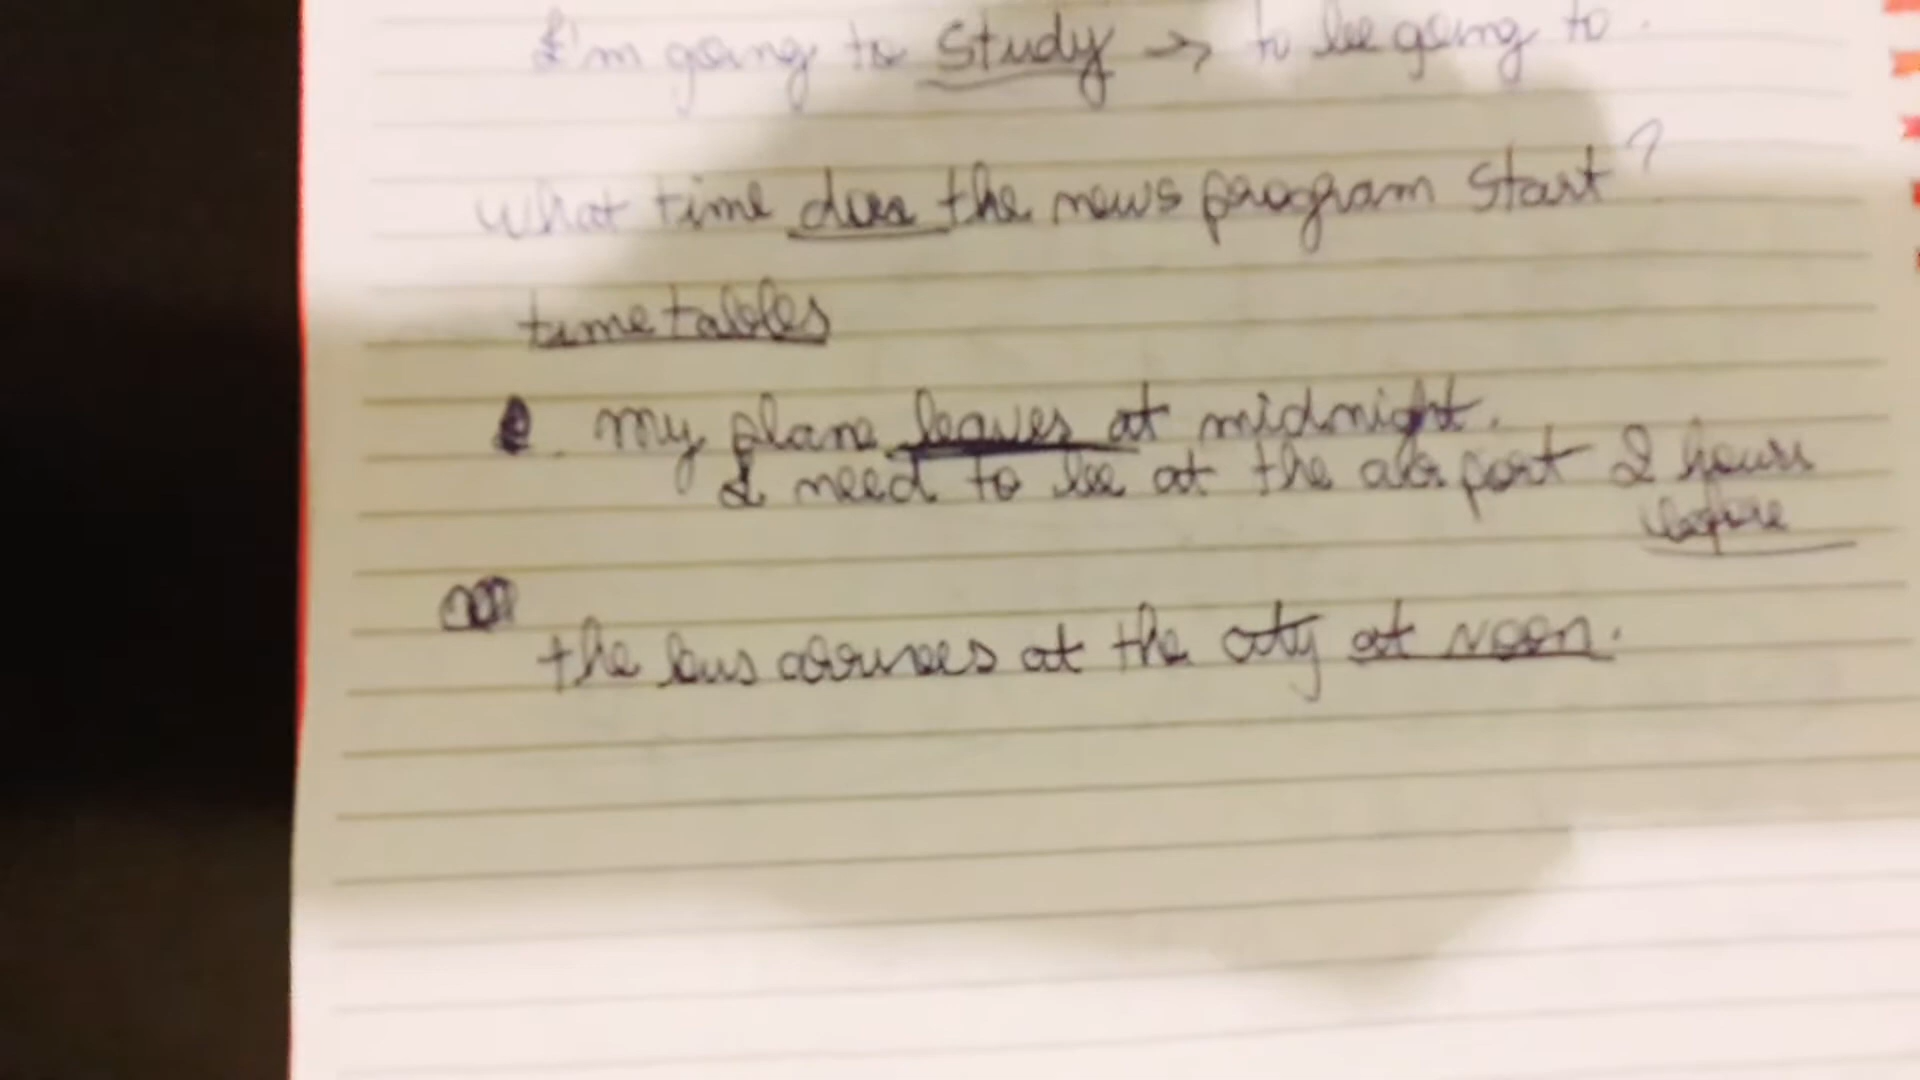 I'm going to study → to be going to.
What time does the news program start?
timetables
my plane leaves at midnight.
I need to be at the airport 2 hours
before
the bus arrives at the city at noon.